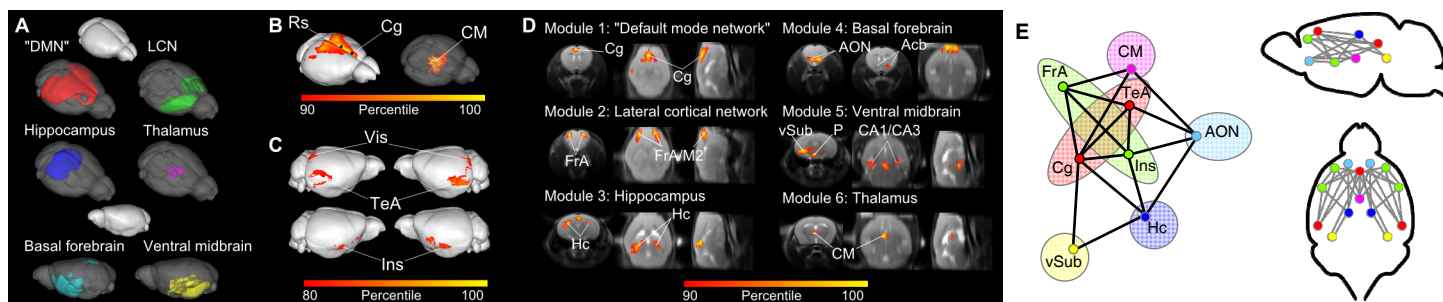 A
"DMN" LCN
Hippocampus Thalamus
Basal forebrain Ventral midbrain
B
Rs Cg CM
90 Percentile 100
C
Vis
TeA
Ins
80 Percentile 100
D
Module 1: "Default mode network"
Cg
Cg
Module 2: Lateral cortical network
FrA FrA/M2
Module 3: Hippocampus
Hc
Hc
Module 4: Basal forebrain
AON Acb
Module 5: Ventral midbrain
vSub P CA1/CA3
Module 6: Thalamus
CM
90 Percentile 100
E
CM
FrA
TeA
AON
Cg
Ins
Hc
vSub